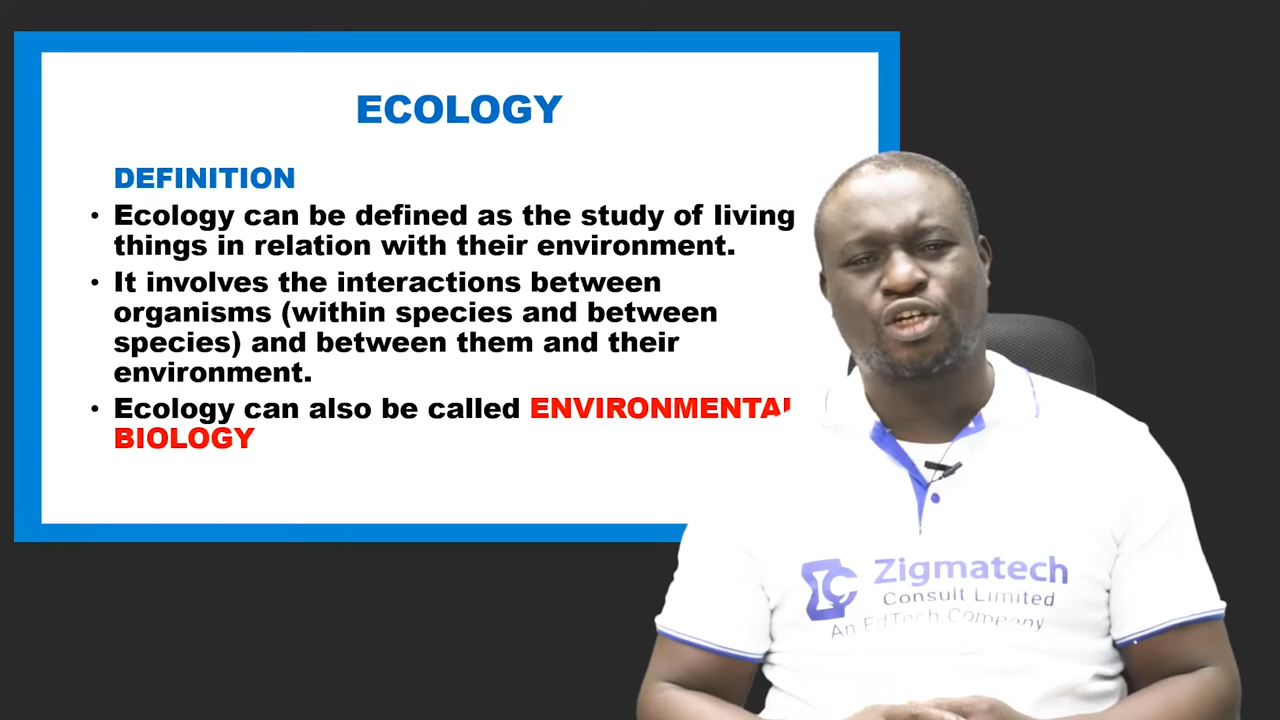 ECOLOGY
DEFINITION
• Ecology can be defined as the study of living
things in relation with their environment.
• It involves the interactions between
organisms (within species and between
species) and between them and their
environment.
• Ecology can also be called ENVIRONMENTAL
BIOLOGY
Zigmatech
Consult Limited
An EdTech Company